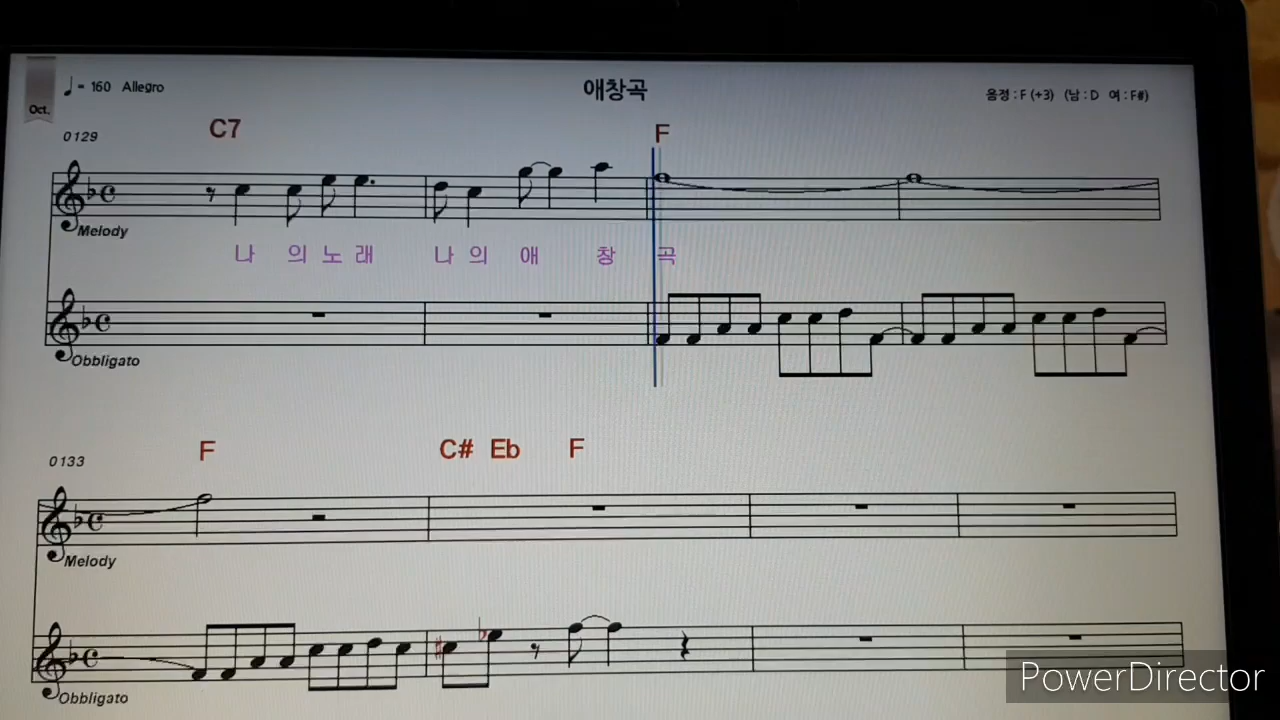 ♩= 160 Allegro
애창곡
음정 : F (+3) (남 : D 여 : F#)
Oct.
0129
C7 F
Melody
나 의 노 래 나 의 애 창 곡
Obbligato
0133
F C# Eb F
Melody
Obbligato
PowerDirector